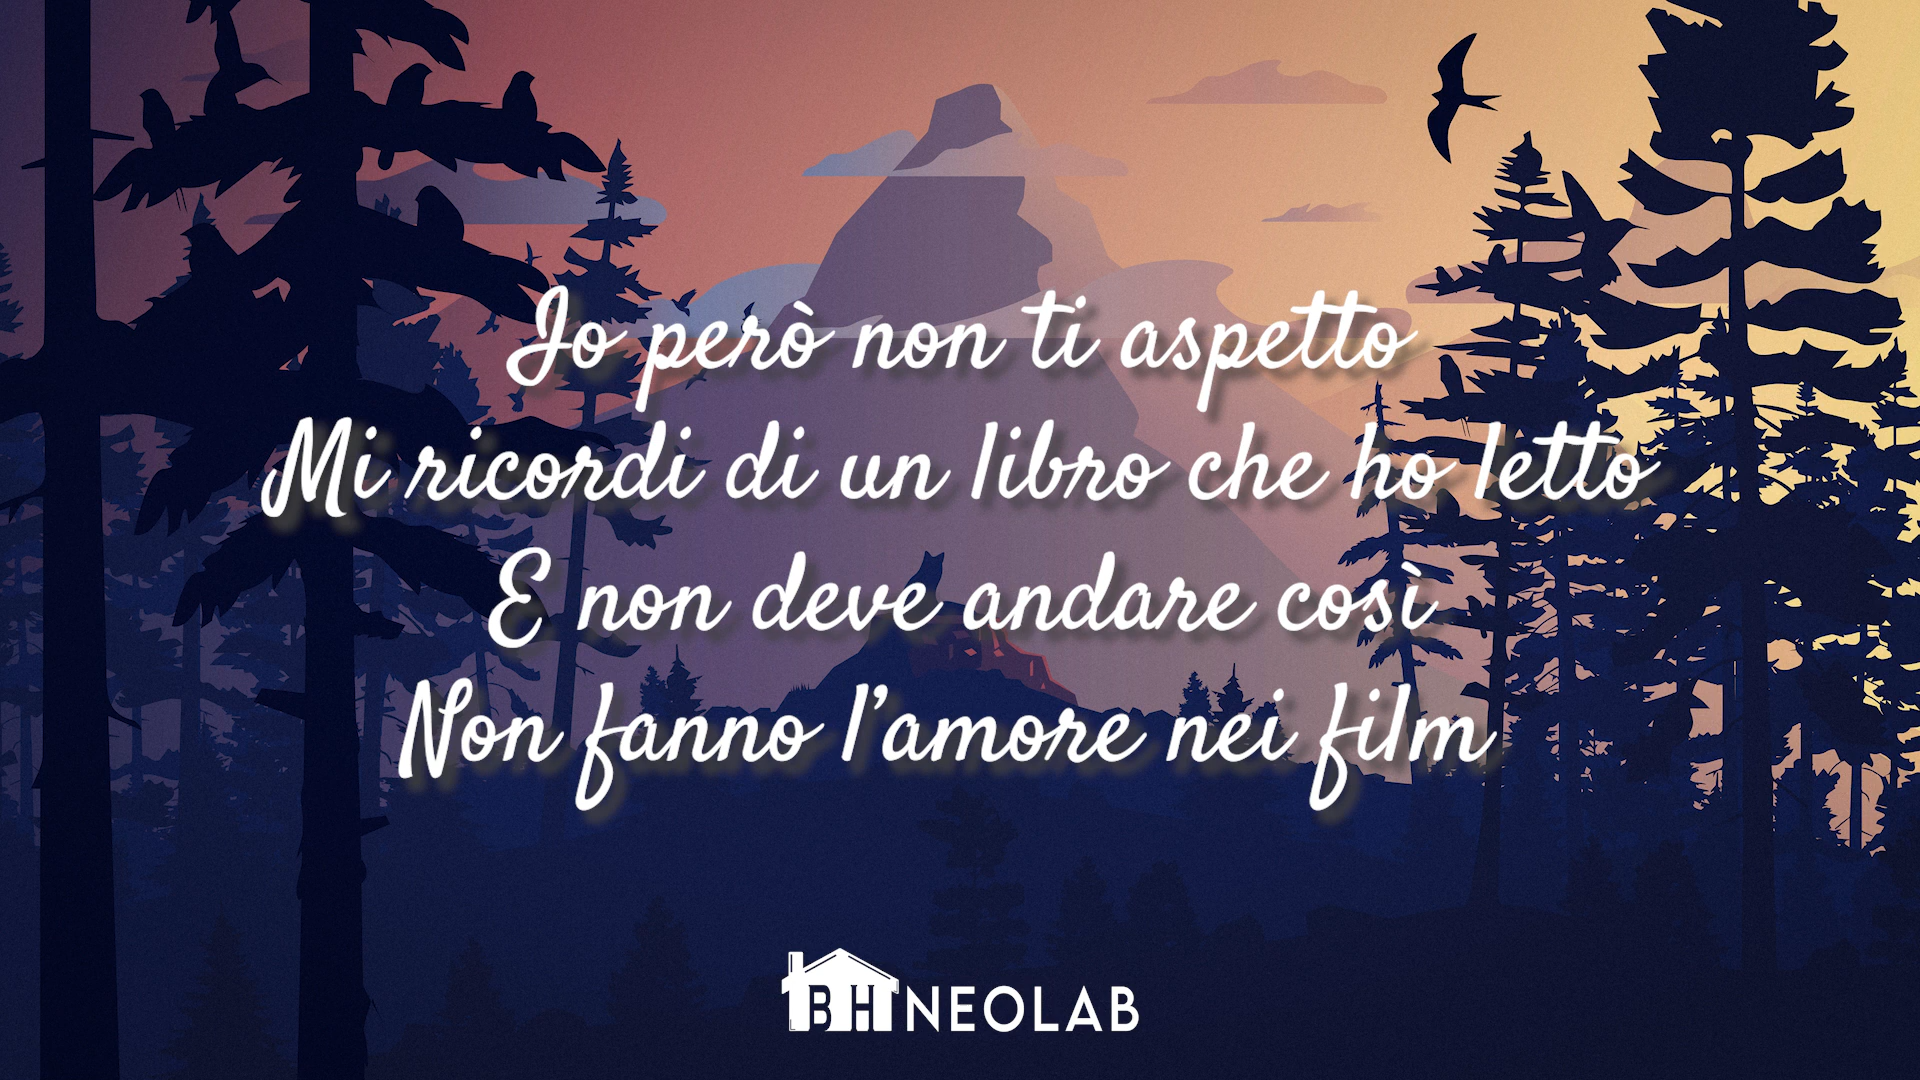 Io però non ti aspetto
Mi ricordi di un libro che ho letto
E non deve andare così
Non fanno l'amore nei film
BH NEOLAB